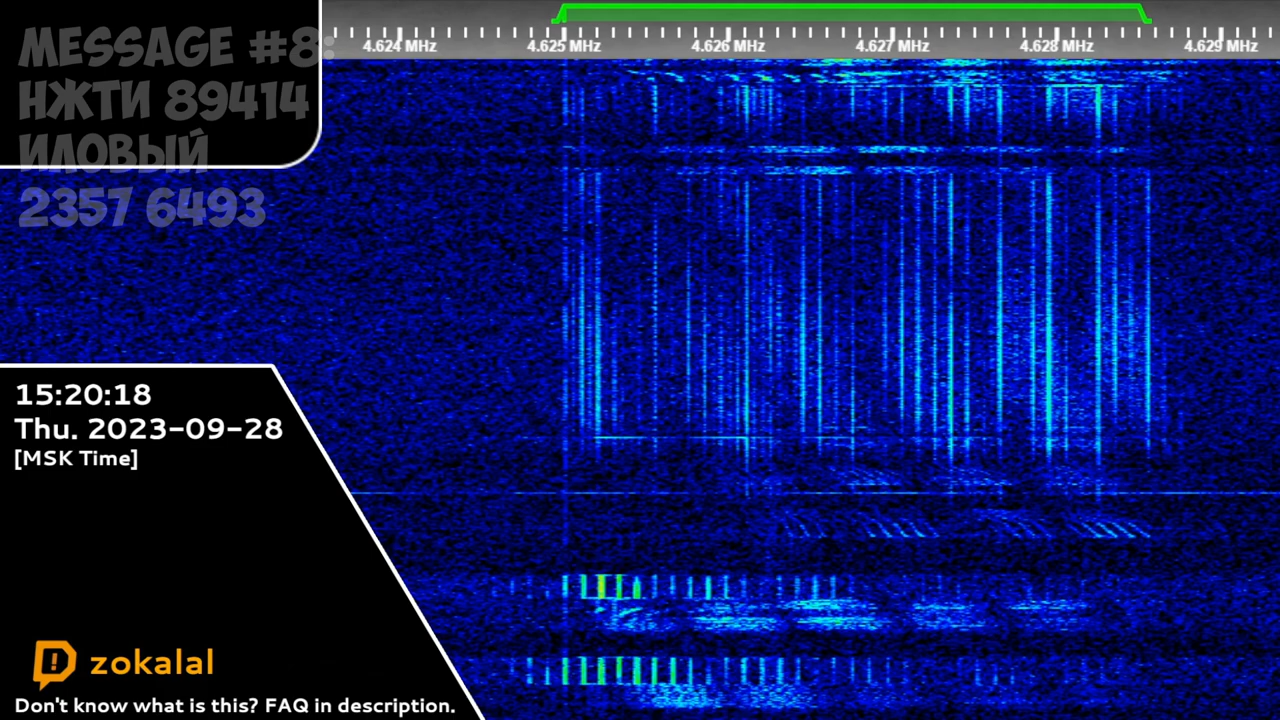 MESSAGE #8:
НЖТИ 89414
ИЛОВЫЙ
2357 6493
4.624 MHz 4.625 MHz 4.626 MHz 4.627 MHz 4.628 MHz 4.629 MHz
15:20:18
Thu. 2023-09-28
[MSK Time]
zokalal
Don't know what is this? FAQ in description.